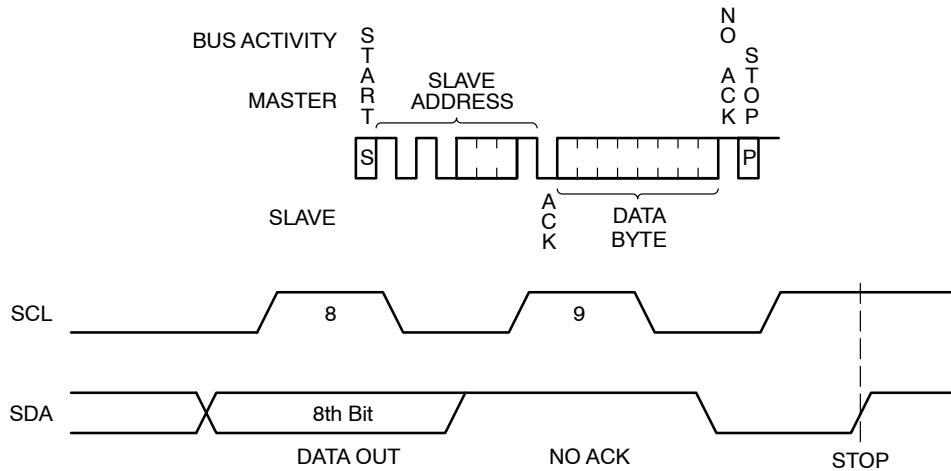 BUS ACTIVITY
MASTER
START
SLAVE
ADDRESS
NO ACK
STOP
S
P
SLAVE
ACK
DATA
BYTE
SCL
8
9
SDA
8th Bit
DATA OUT
NO ACK
STOP